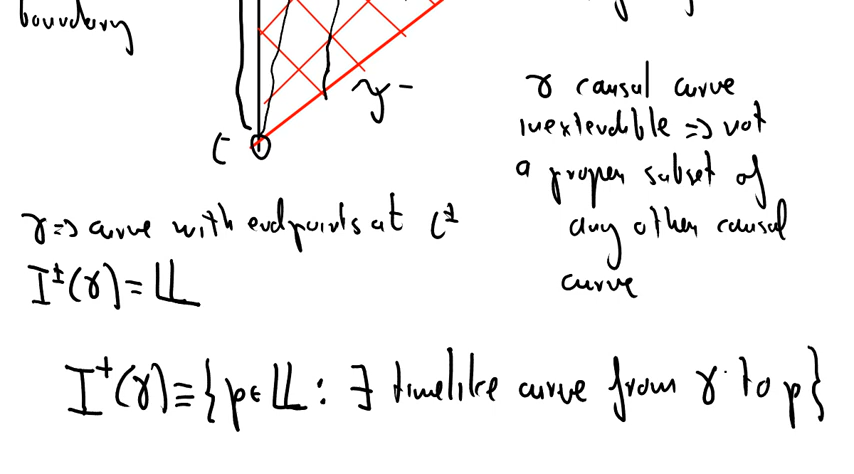 boundary
𝒥⁻
i⁻
γ causal curve
inextendible => not
a proper subset of
any other causal
curve
γ => curve with endpoints at i^±
I^±(γ) = 𝕃
I⁺(γ) ≡ {p ∈ 𝕃 : ∃ timelike curve from γ to p}